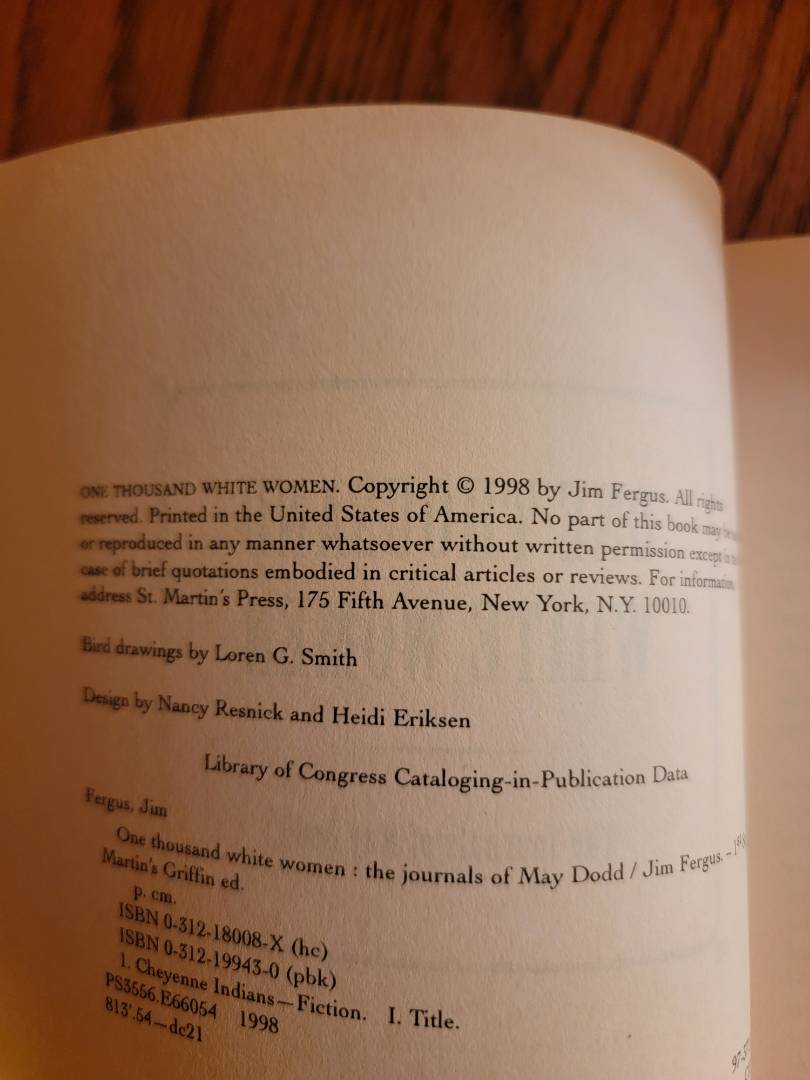 ONE THOUSAND WHITE WOMEN. Copyright © 1998 by Jim Fergus. All rights
reserved. Printed in the United States of America. No part of this book may be
or reproduced in any manner whatsoever without written permission except in the
case of brief quotations embodied in critical articles or reviews. For information,
address St. Martin's Press, 175 Fifth Avenue, New York, N.Y. 10010.
Bird drawings by Loren G. Smith
Design by Nancy Resnick and Heidi Eriksen
Library of Congress Cataloging-in-Publication Data
Fergus, Jim
One thousand white women : the journals of May Dodd / Jim Fergus. –
Martin's Griffin ed.
p. cm.
ISBN 0-312-18008-X (hc)
ISBN 0-312-19943-0 (pbk)
1. Cheyenne Indians—Fiction. I. Title.
PS3556.E66054 1998
813'.54—dc21